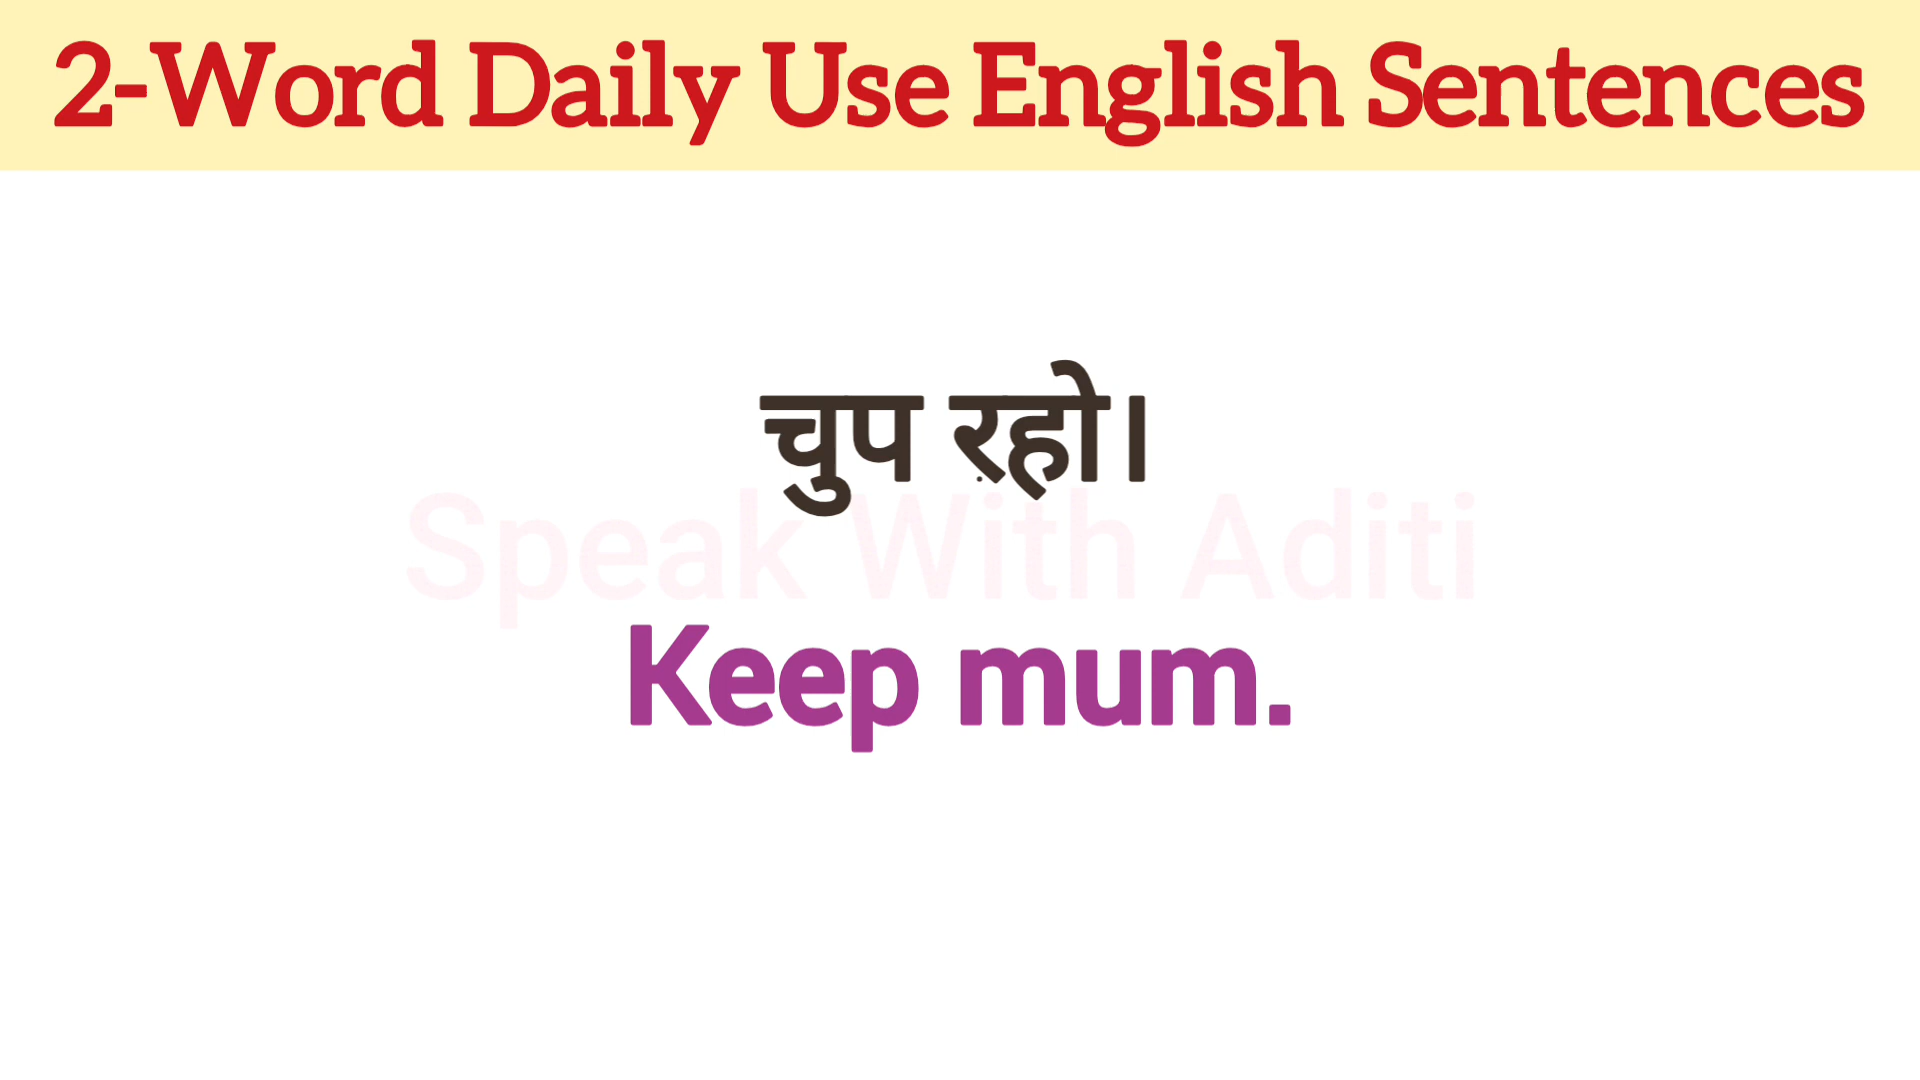 2-Word Daily Use English Sentences
चुप रहो।
Speak With Aditi
Keep mum.